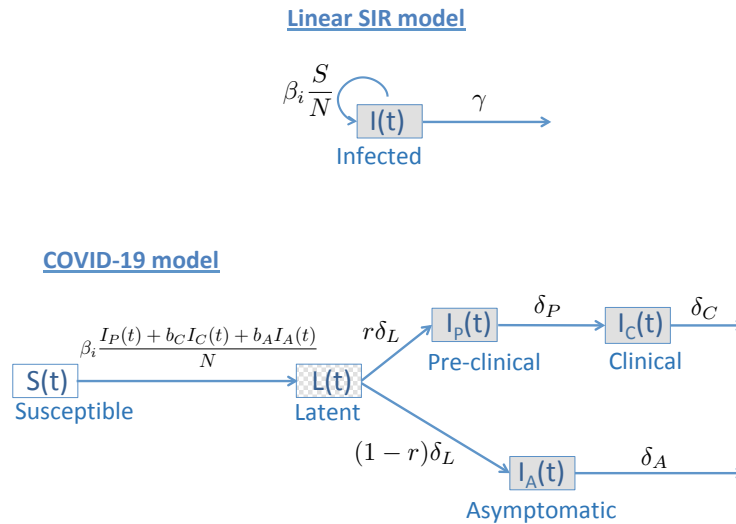 Linear SIR model
β_i S/N
I(t)
γ
Infected
COVID-19 model
β_i (I_P(t) + b_C I_C(t) + b_A I_A(t))/N
S(t)
Susceptible
L(t)
Latent
rδ_L
I_P(t)
Pre-clinical
δ_P
I_C(t)
Clinical
δ_C
(1 − r)δ_L
I_A(t)
Asymptomatic
δ_A